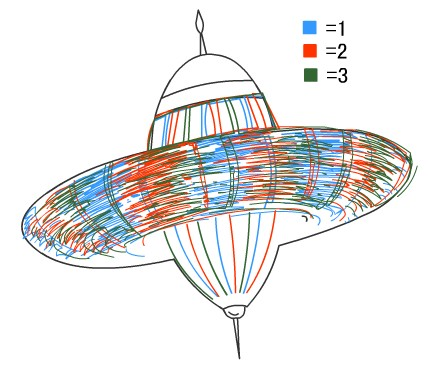 =1
=2
=3